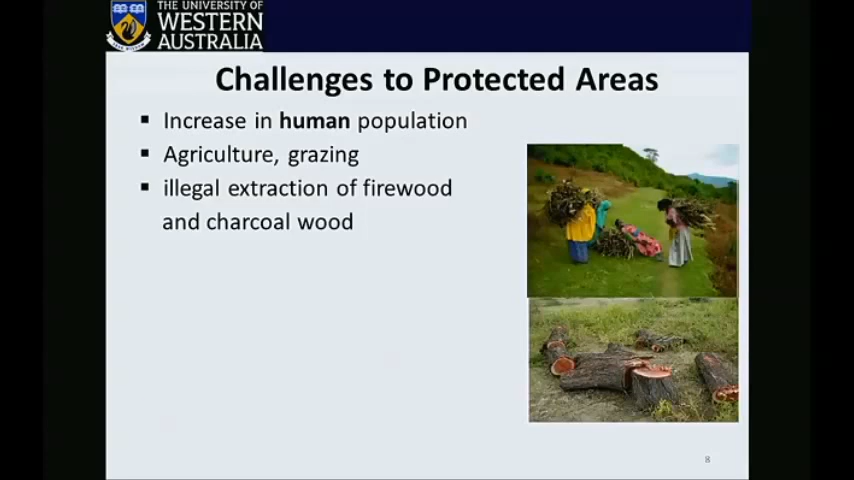 THE UNIVERSITY OF
WESTERN
AUSTRALIA
Challenges to Protected Areas
Increase in human population
Agriculture, grazing
illegal extraction of firewood
and charcoal wood
8